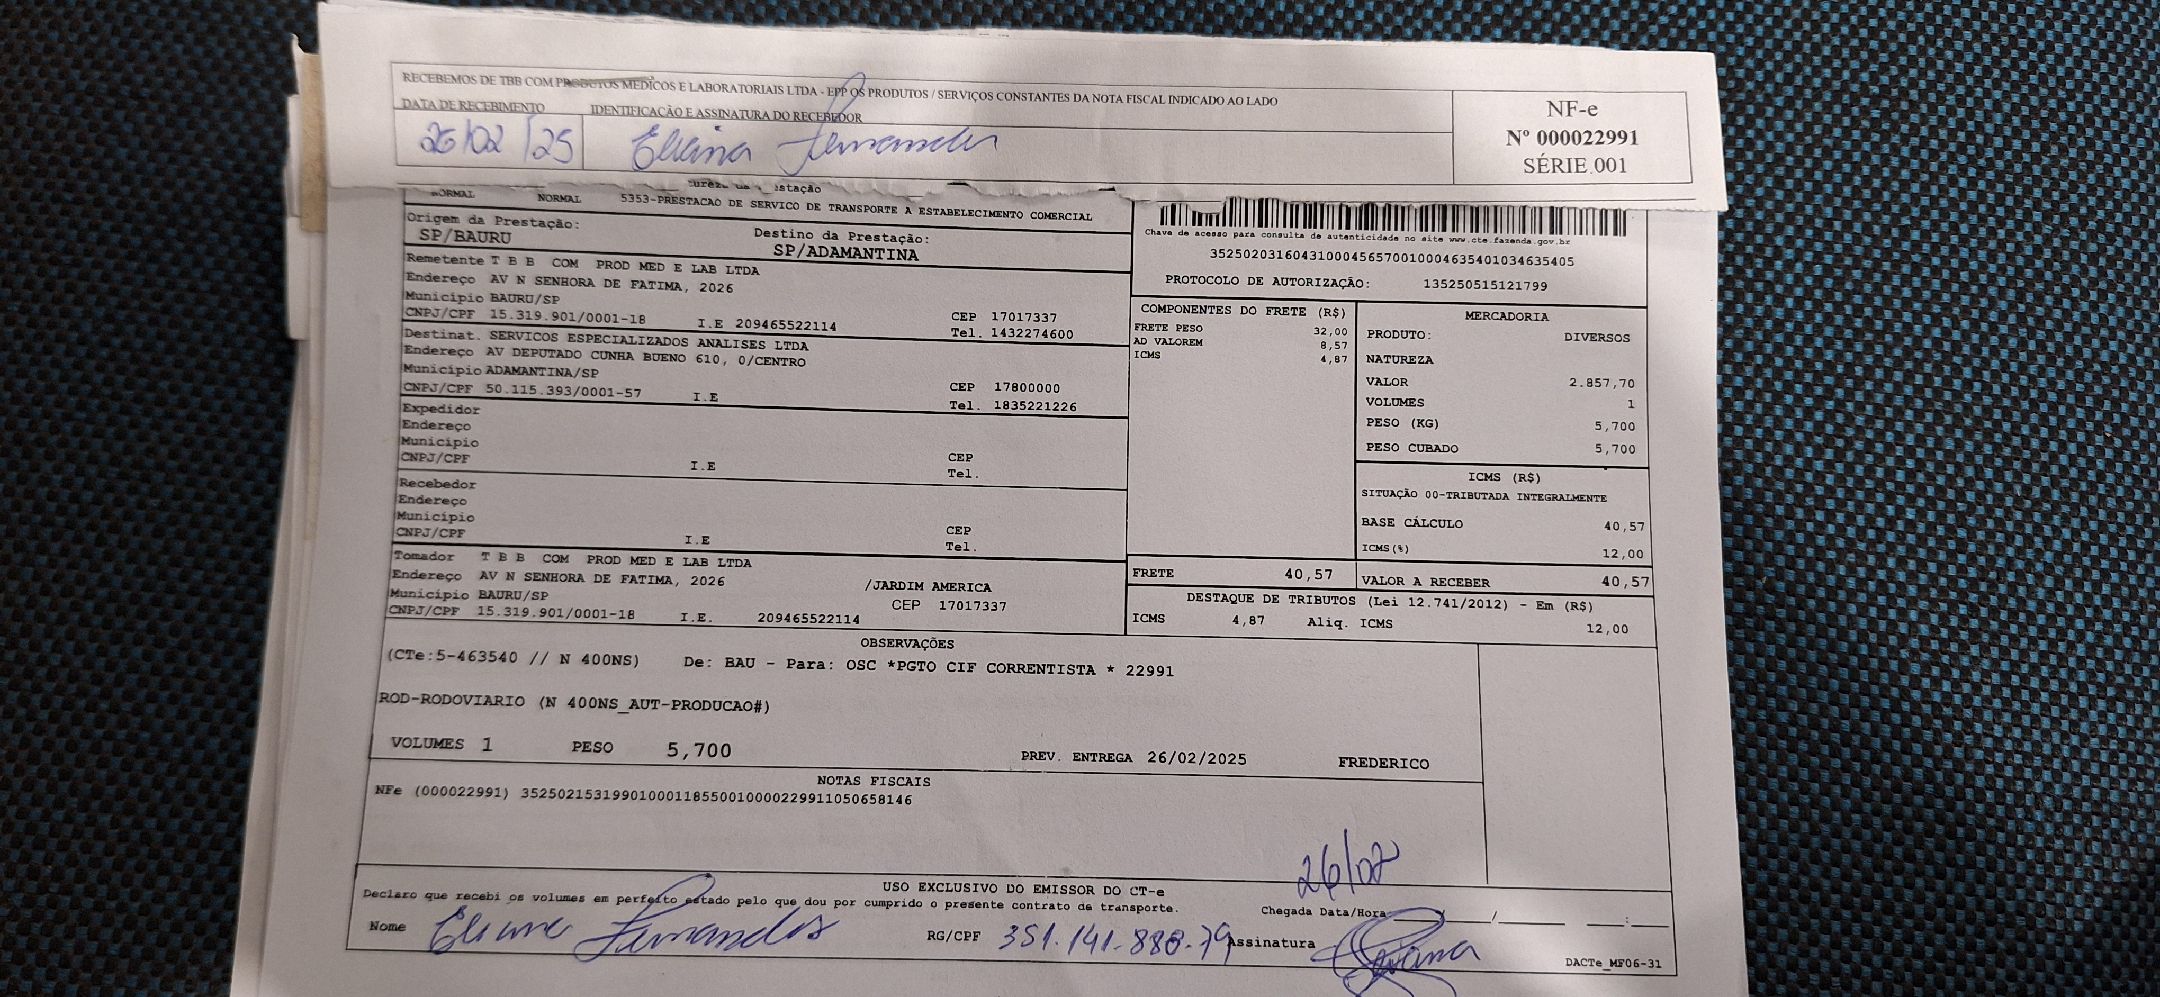 RECEBEMOS DE TBB COM PRODUTOS MEDICOS E LABORATORIAIS LTDA - EPP OS PRODUTOS / SERVIÇOS CONSTANTES DA NOTA FISCAL INDICADO AO LADO
DATA DE RECEBIMENTO IDENTIFICAÇÃO E ASSINATURA DO RECEBEDOR
26/02/25 Eliana Fernandes
NF-e
Nº 000022991
SÉRIE 001
NORMAL NORMAL 5353-PRESTACAO DE SERVICO DE TRANSPORTE A ESTABELECIMENTO COMERCIAL
Origem da Prestação: Destino da Prestação:
SP/BAURU SP/ADAMANTINA
Remetente T B B COM PROD MED E LAB LTDA
Endereço AV N SENHORA DE FATIMA, 2026
Município BAURU/SP CEP 17017337
CNPJ/CPF 15.319.901/0001-18 I.E 209465522114 Tel. 1432274600
Destinat. SERVICOS ESPECIALIZADOS ANALISES LTDA
Endereço AV DEPUTADO CUNHA BUENO 610, 0/CENTRO
Município ADAMANTINA/SP CEP 17800000
CNPJ/CPF 50.115.393/0001-57 I.E Tel. 1835221226
Expedidor
Endereço
Município CEP
CNPJ/CPF I.E Tel.
Recebedor
Endereço
Município CEP
CNPJ/CPF I.E Tel.
Tomador T B B COM PROD MED E LAB LTDA
Endereço AV N SENHORA DE FATIMA, 2026 /JARDIM AMERICA
Município BAURU/SP CEP 17017337
CNPJ/CPF 15.319.901/0001-18 I.E. 209465522114
Chave de acesso para consulta de autenticidade no site www.cte.fazenda.gov.br
35250203160431000456570010004635401034635405
PROTOCOLO DE AUTORIZAÇÃO: 135250515121799
COMPONENTES DO FRETE (R$)
FRETE PESO 32,00
AD VALOREM 8,57
ICMS 4,87
MERCADORIA
PRODUTO: DIVERSOS
NATUREZA
VALOR 2.857,70
VOLUMES 1
PESO (KG) 5,700
PESO CUBADO 5,700
ICMS (R$)
SITUAÇÃO 00-TRIBUTADA INTEGRALMENTE
BASE CÁLCULO 40,57
ICMS(%) 12,00
FRETE 40,57 VALOR A RECEBER 40,57
DESTAQUE DE TRIBUTOS (Lei 12.741/2012) - Em (R$)
ICMS 4,87 Aliq. ICMS 12,00
OBSERVAÇÕES
(CTe:5-463540 // N 400NS) De: BAU - Para: OSC *PGTO CIF CORRENTISTA * 22991
ROD-RODOVIARIO (N 400NS_AUT-PRODUCAO#)
VOLUMES 1 PESO 5,700 PREV. ENTREGA 26/02/2025 FREDERICO
NOTAS FISCAIS
NFe (000022991) 35250215319901000118550010000229911050658146
26/02
USO EXCLUSIVO DO EMISSOR DO CT-e
Declaro que recebi os volumes em perfeito estado pelo que dou por cumprido o presente contrato de transporte. Chegada Data/Hora ___/___/___ __:__
Nome Eliana Fernandes RG/CPF 351.141.888-79 Assinatura
DACTe_MF06-31